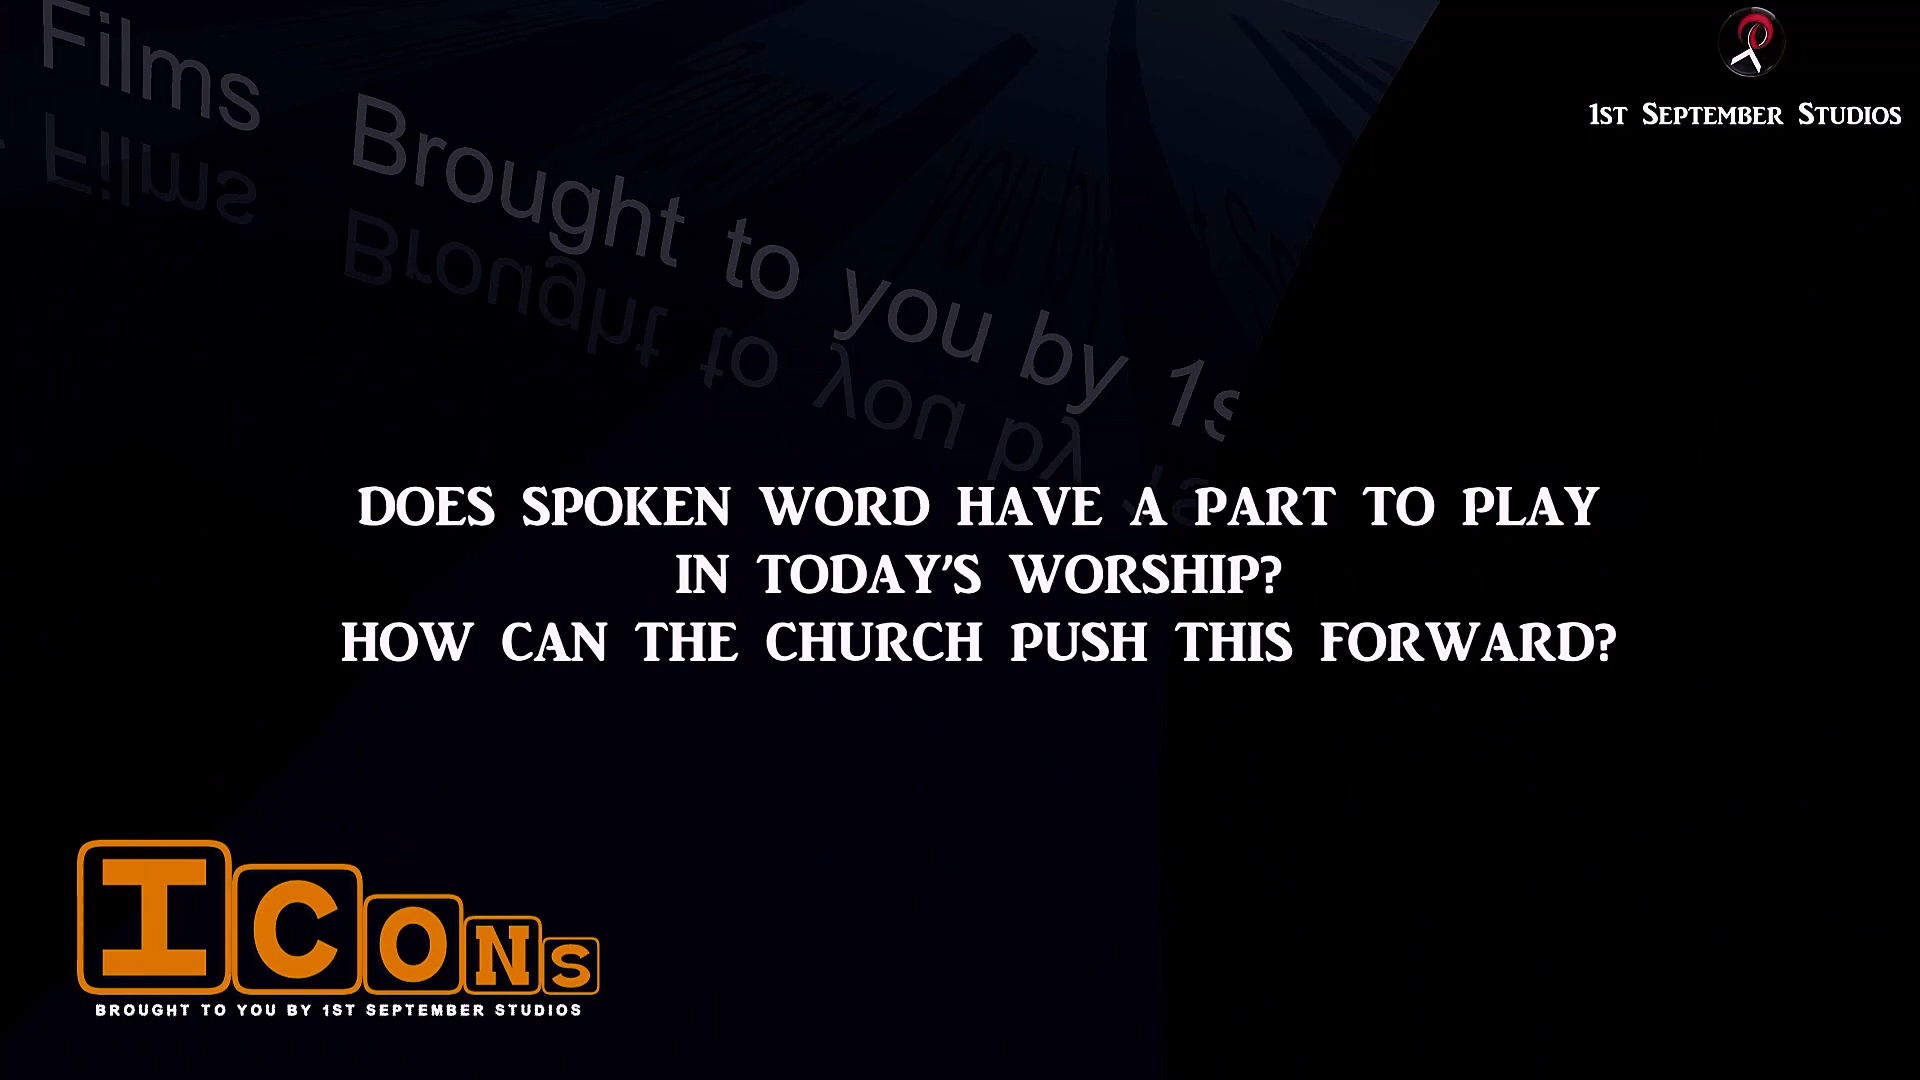 Films Brought to you by 1s
1ST SEPTEMBER STUDIOS
DOES SPOKEN WORD HAVE A PART TO PLAY
IN TODAY'S WORSHIP?
HOW CAN THE CHURCH PUSH THIS FORWARD?
ICONS
BROUGHT TO YOU BY 1ST SEPTEMBER STUDIOS